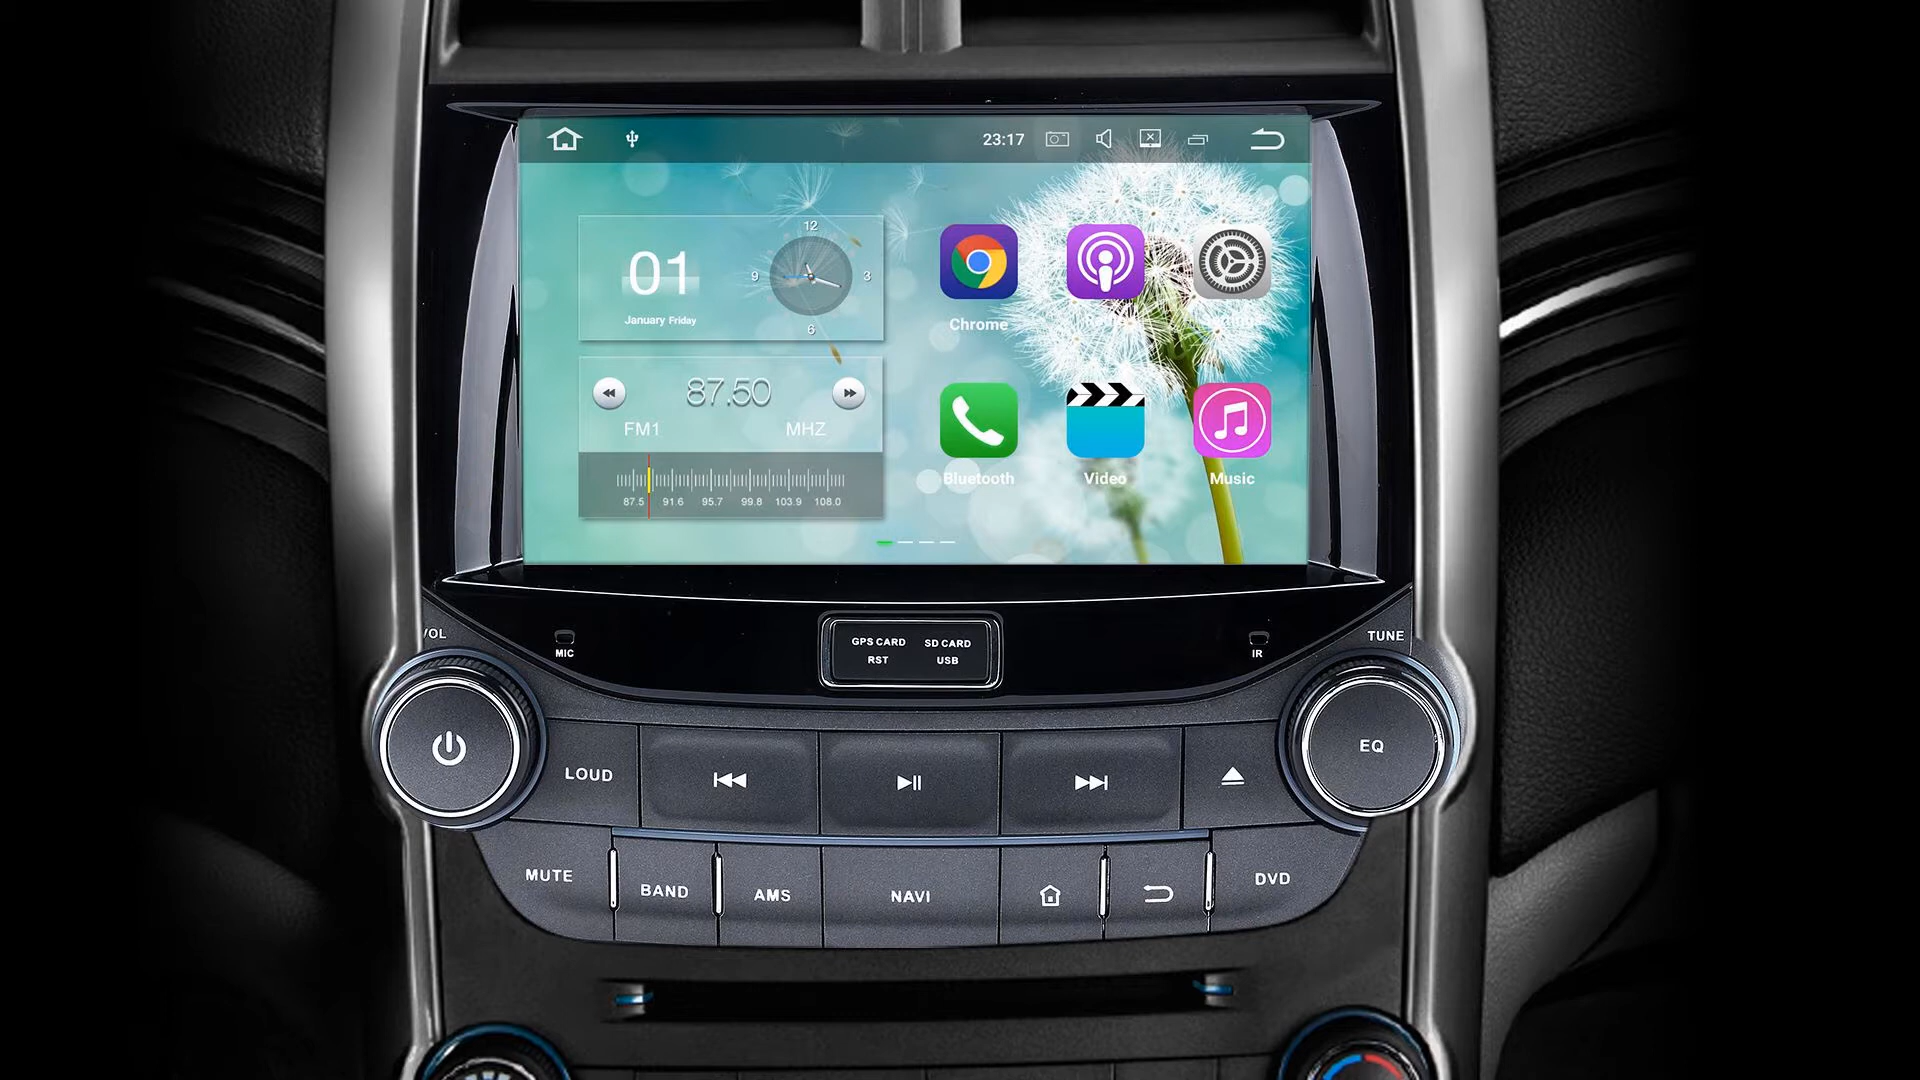 23:17
12
01
9
3
January Friday
6
Chrome
87.50
FM1 MHZ
87.5 91.6 95.7 99.8 103.9 108.0
Bluetooth Video Music
MIC
GPS CARD SD CARD
RST USB
IR
TUNE
EQ
LOUD
MUTE
BAND
AMS
NAVI
DVD